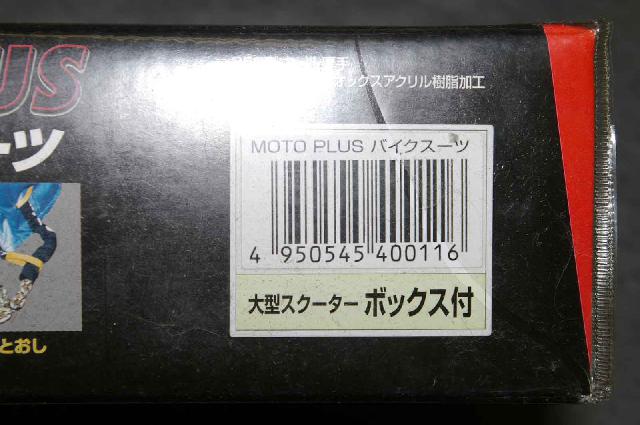 US
オックスアクリル樹脂加工
ーツ
MOTO PLUS バイクスーツ
4 950545 400116
大型スクーター ボックス付
とおし